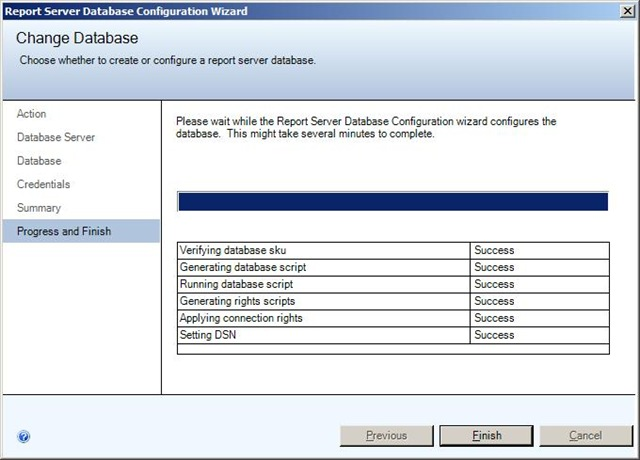 Report Server Database Configuration Wizard
Change Database
Choose whether to create or configure a report server database.
Action
Database Server
Database
Credentials
Summary
Progress and Finish
Please wait while the Report Server Database Configuration wizard configures the
database. This might take several minutes to complete.
Verifying database sku Success
Generating database script Success
Running database script Success
Generating rights scripts Success
Applying connection rights Success
Setting DSN Success
Previous Finish Cancel